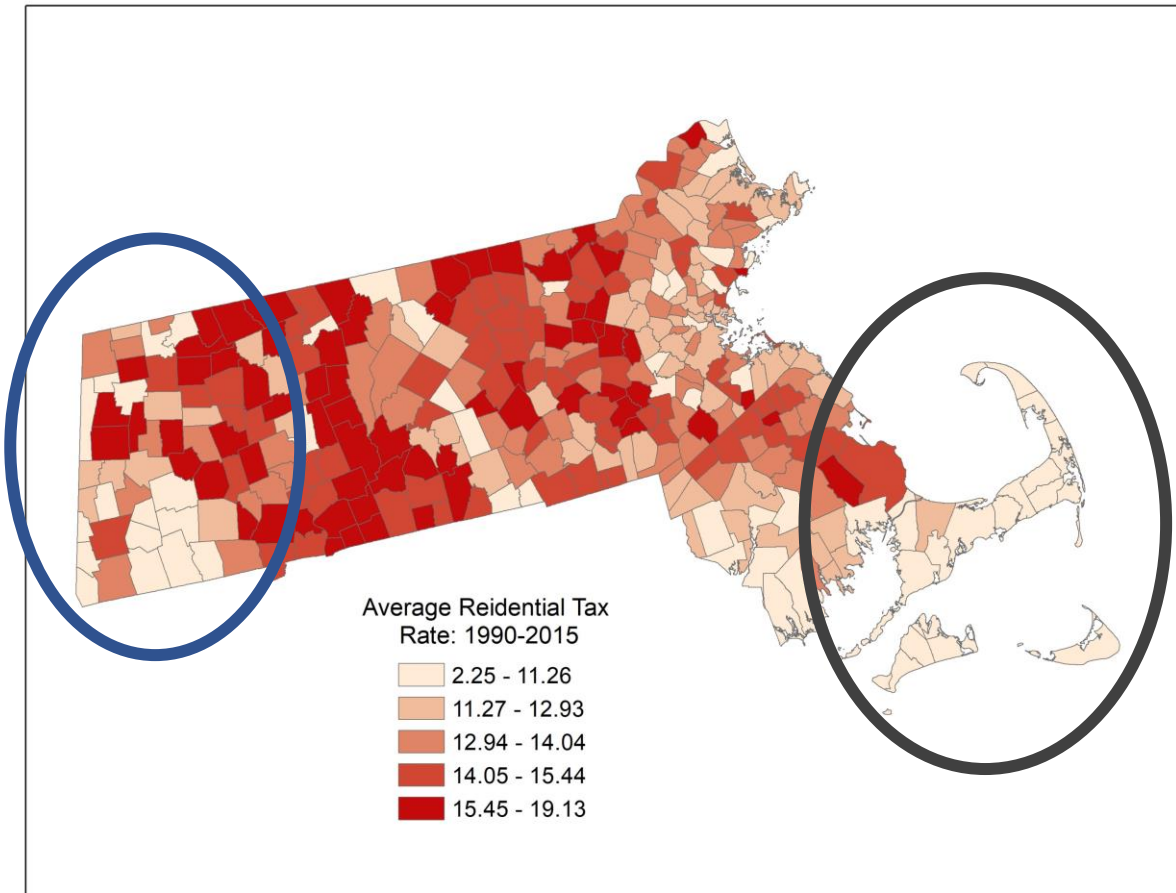 Average Reidential Tax
Rate: 1990-2015
2.25 - 11.26
11.27 - 12.93
12.94 - 14.04
14.05 - 15.44
15.45 - 19.13